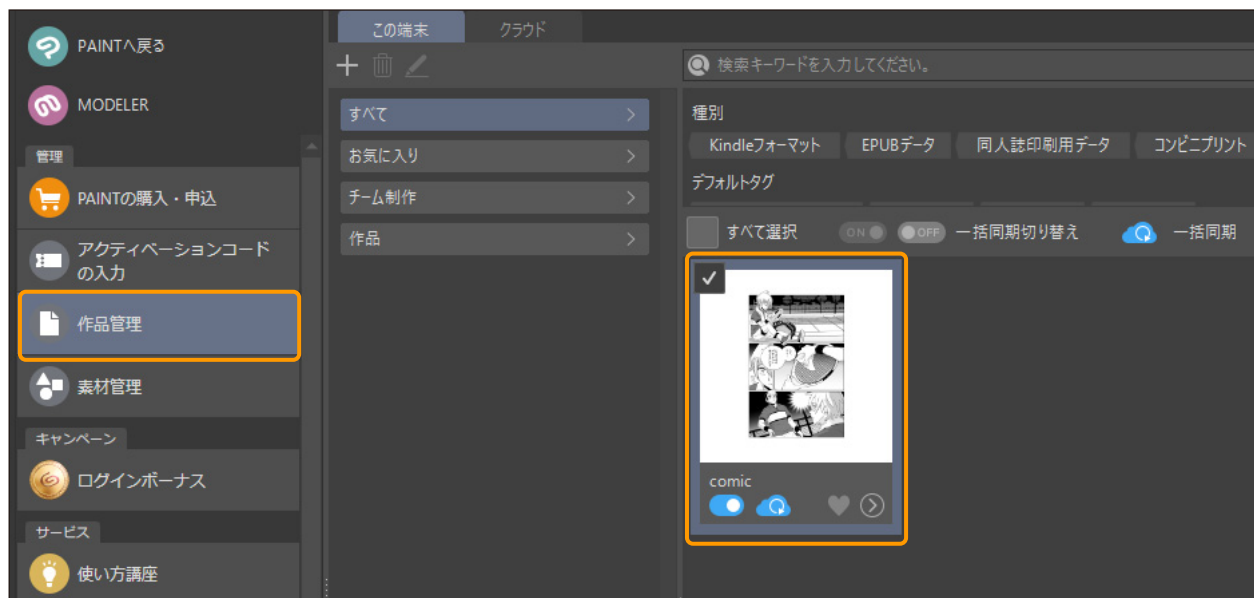 PAINTへ戻る
MODELER
管理
PAINTの購入・申込
アクティベーションコード
の入力
作品管理
素材管理
キャンペーン
ログインボーナス
サービス
使い方講座
この端末
クラウド
すべて
お気に入り
チーム制作
作品
検索キーワードを入力してください。
種別
Kindleフォーマット EPUBデータ 同人誌印刷用データ コンビニプリント
デフォルトタグ
すべて選択 ON OFF 一括同期切り替え 一括同期
comic